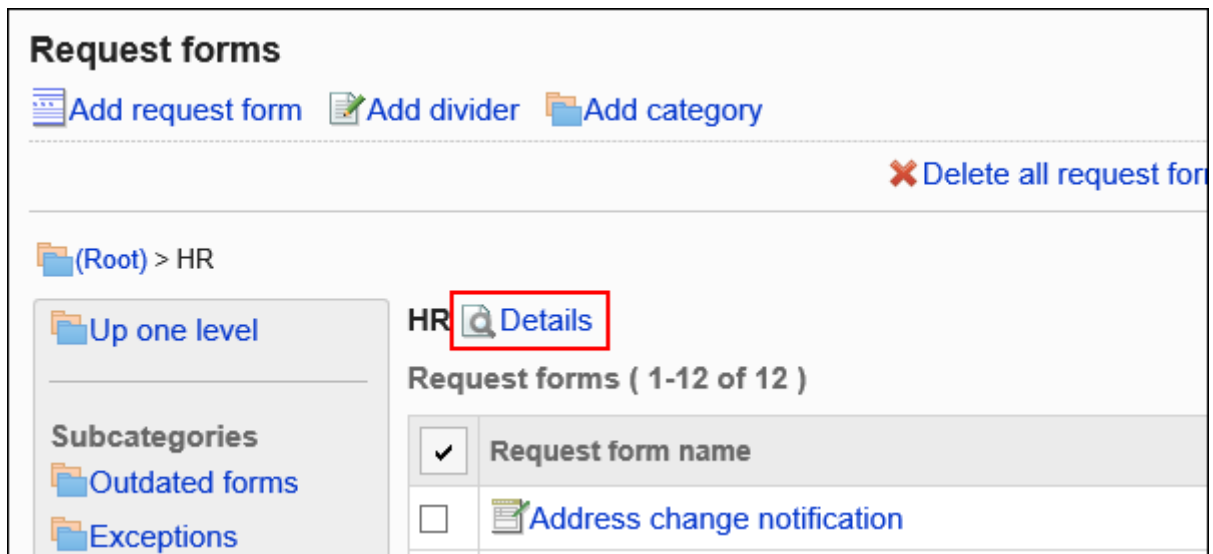 Request forms
Add request form Add divider Add category
Delete all request
(Root) > HR
Up one level
HR Details
Request forms ( 1-12 of 12 )
Subcategories
Outdated forms
Exceptions
Request form name
Address change notification